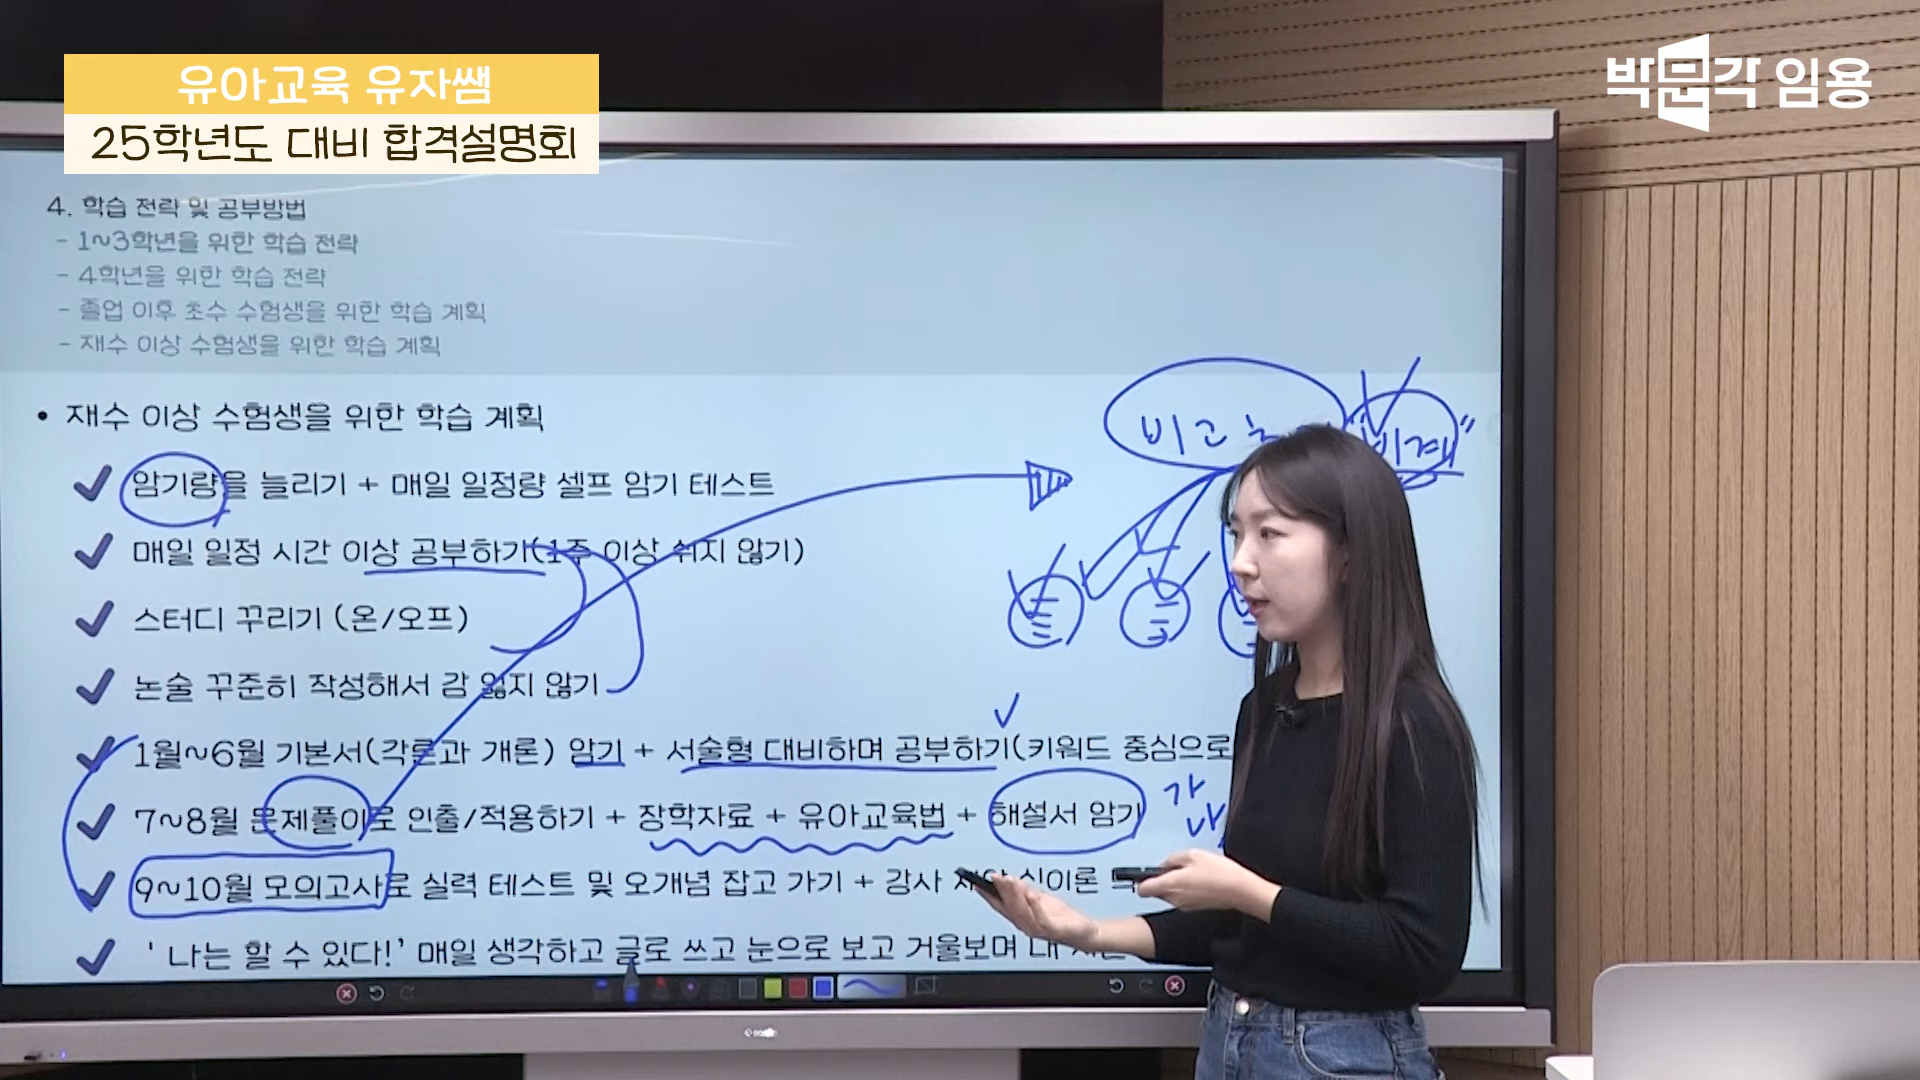 유아교육 유자쌤
25학년도 대비 합격설명회
박문각 임용
4. 학습 전략 및 공부방법
- 1~3학년을 위한 학습 전략
- 4학년을 위한 학습 전략
- 졸업 이후 초수 수험생을 위한 학습 계획
- 재수 이상 수험생을 위한 학습 계획
• 재수 이상 수험생을 위한 학습 계획
✔ 암기량을 늘리기 + 매일 일정량 셀프 암기 테스트
✔ 매일 일정 시간 이상 공부하기(1주 이상 쉬지 않기)
✔ 스터디 꾸리기 (온/오프)
✔ 논술 꾸준히 작성해서 감 잃지 않기
✔ 1월~6월 기본서(각론과 개론) 암기 + 서술형 대비하며 공부하기(키워드 중심으로
✔ 7~8월 문제풀이로 인출/적용하기 + 장학자료 + 유아교육법 + 해설서 암기
✔ 9~10월 모의고사로 실력 테스트 및 오개념 잡고 가기 + 강사
✔ '나는 할 수 있다!' 매일 생각하고 글로 쓰고 눈으로 보고 거울보며 내
비고
"비계"
가
나